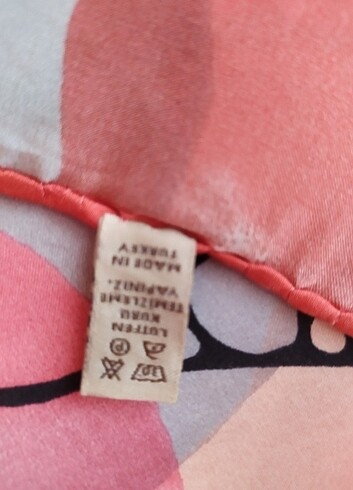 P
LÜTFEN
KURU
TEMİZLEME
YAPINIZ.
MADE IN
TURKEY